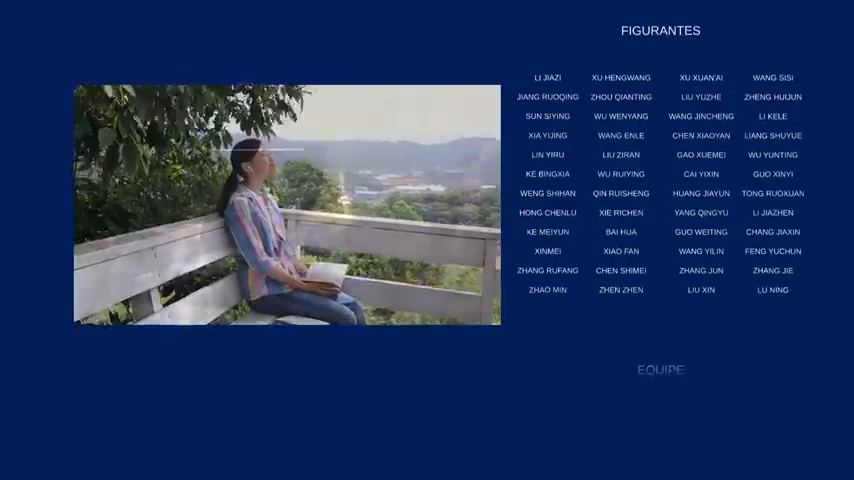 FIGURANTES
LI JIAZI XU HENGWANG XU XUAN'AI WANG SISI
JIANG RUOQING ZHOU QIANTING LIU YUZHE ZHENG HUIJUN
SUN SIYING WU WENYANG WANG JINCHENG LI KELE
XIA YIJING WANG ENLE CHEN XIAOYAN LIANG SHUYUE
LIN YIRU LIU ZIRAN GAO XUEMEI WU YUNTING
KE BINGXIA WU RUIYING CAI YIXIN GUO XINYI
WENG SHIHAN QIN RUISHENG HUANG JIAYUN TONG RUOXUAN
HONG CHENLU XIE RICHEN YANG QINGYU LI JIAZHEN
KE MEIYUN BAI HUA GUO WEITING CHANG JIAXIN
XINMEI XIAO FAN WANG YILIN FENG YUCHUN
ZHANG RUFANG CHEN SHIMEI ZHANG JUN ZHANG JIE
ZHAO MIN ZHEN ZHEN LIU XIN LU NING
EQUIPE